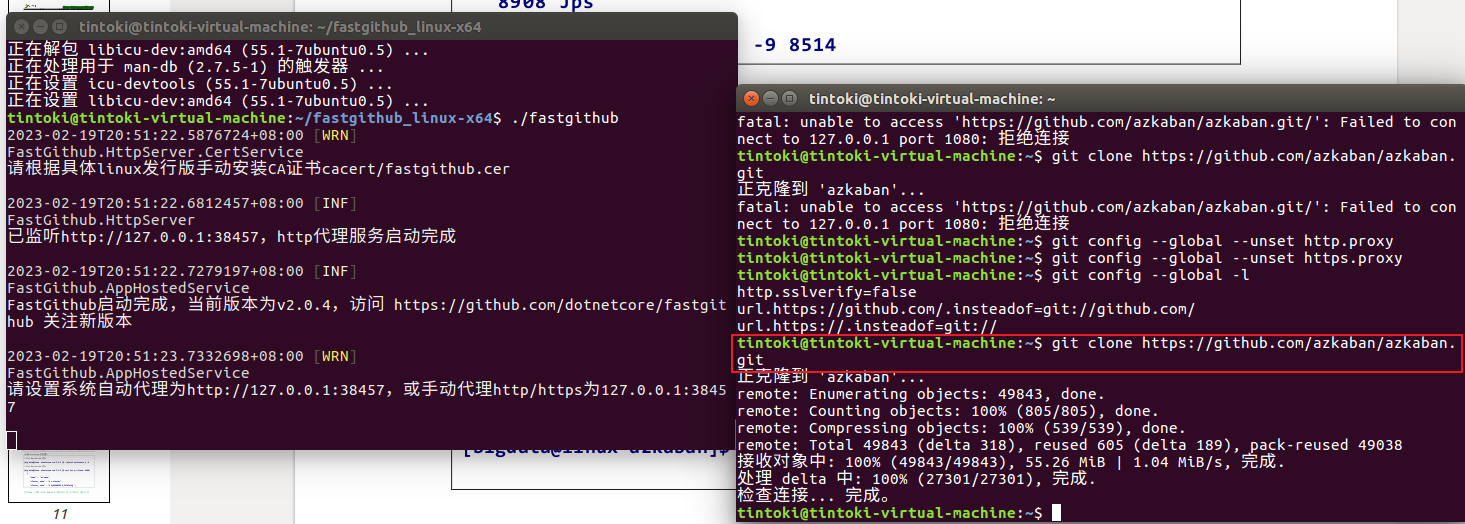 8908 Jps
-9 8514
tintoki@tintoki-virtual-machine: ~/fastgithub_linux-x64
正在解包 libicu-dev:amd64 (55.1-7ubuntu0.5) ...
正在处理用于 man-db (2.7.5-1) 的触发器 ...
正在设置 icu-devtools (55.1-7ubuntu0.5) ...
正在设置 libicu-dev:amd64 (55.1-7ubuntu0.5) ...
tintoki@tintoki-virtual-machine:~/fastgithub_linux-x64$ ./fastgithub
2023-02-19T20:51:22.5876724+08:00 [WRN]
FastGithub.HttpServer.CertService
请根据具体linux发行版手动安装CA证书cacert/fastgithub.cer
2023-02-19T20:51:22.6812457+08:00 [INF]
FastGithub.HttpServer
已监听http://127.0.0.1:38457，http代理服务启动完成
2023-02-19T20:51:22.7279197+08:00 [INF]
FastGithub.AppHostedService
FastGithub启动完成，当前版本为v2.0.4，访问 https://github.com/dotnetcore/fastgit
hub 关注新版本
2023-02-19T20:51:23.7332698+08:00 [WRN]
FastGithub.AppHostedService
请设置系统自动代理为http://127.0.0.1:38457，或手动代理http/https为127.0.0.1:3845
7
11
tintoki@tintoki-virtual-machine: ~
fatal: unable to access 'https://github.com/azkaban/azkaban.git/': Failed to con
nect to 127.0.0.1 port 1080: 拒绝连接
tintoki@tintoki-virtual-machine:~$ git clone https://github.com/azkaban/azkaban.
git
正克隆到 'azkaban'...
fatal: unable to access 'https://github.com/azkaban/azkaban.git/': Failed to con
nect to 127.0.0.1 port 1080: 拒绝连接
tintoki@tintoki-virtual-machine:~$ git config --global --unset http.proxy
tintoki@tintoki-virtual-machine:~$ git config --global --unset https.proxy
tintoki@tintoki-virtual-machine:~$ git config --global -l
http.sslverify=false
url.https://github.com/.insteadof=git://github.com/
url.https://.insteadof=git://
tintoki@tintoki-virtual-machine:~$ git clone https://github.com/azkaban/azkaban.
git
正克隆到 'azkaban'...
remote: Enumerating objects: 49843, done.
remote: Counting objects: 100% (805/805), done.
remote: Compressing objects: 100% (539/539), done.
remote: Total 49843 (delta 318), reused 605 (delta 189), pack-reused 49038
接收对象中: 100% (49843/49843), 55.26 MiB | 1.04 MiB/s, 完成.
处理 delta 中: 100% (27301/27301), 完成.
检查连接... 完成。
tintoki@tintoki-virtual-machine:~$